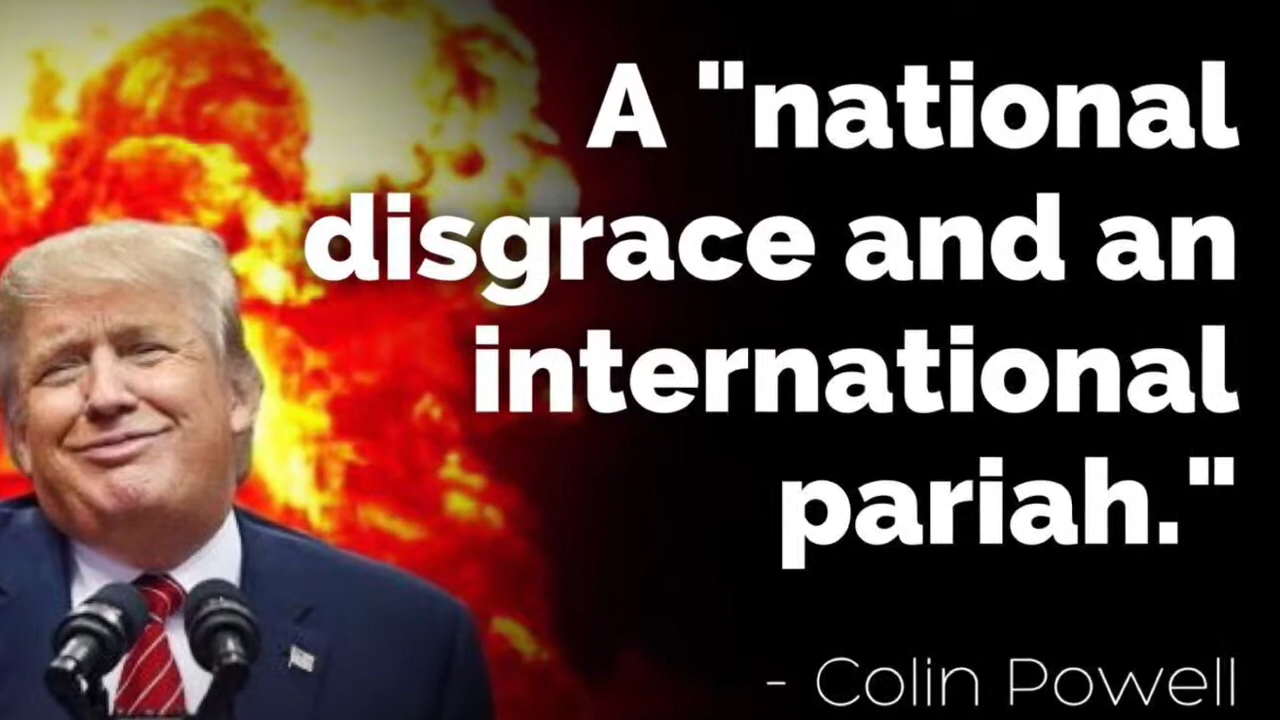 A "national
disgrace and an
international
pariah."
- Colin Powell